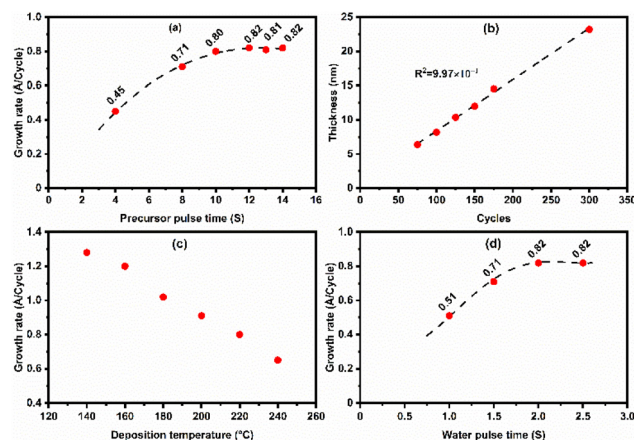 (a)
1.0
0.8
0.6
0.4
0.2
0
Growth rate (Å/Cycle)
0.45
0.71
0.80
0.82
0.81
0.82
0 2 4 6 8 10 12 14 16
Precursor pulse time (S)
(b)
25
20
15
10
5
0
Thickness (nm)
R²=9.97×10⁻¹
0 50 100 150 200 250 300 350
Cycles
(c)
1.4
1.2
1.0
0.8
0.6
0.4
Growth rate (Å/Cycle)
120 140 160 180 200 220 240 260
Deposition temperature (°C)
(d)
1.0
0.8
0.6
0.4
0.2
0
Growth rate (Å/Cycle)
0.51
0.71
0.82
0.82
0.5 1.0 1.5 2.0 2.5 3.0
Water pulse time (S)